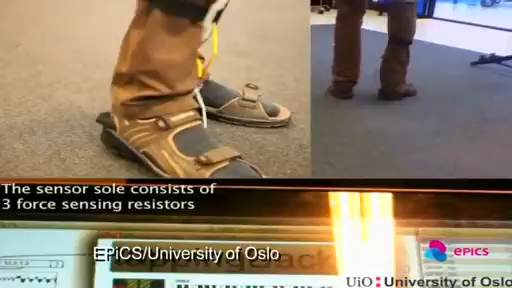 The sensor sole consists of
3 force sensing resistors
EPiCS/University of Oslo
epics
UiO University of Oslo